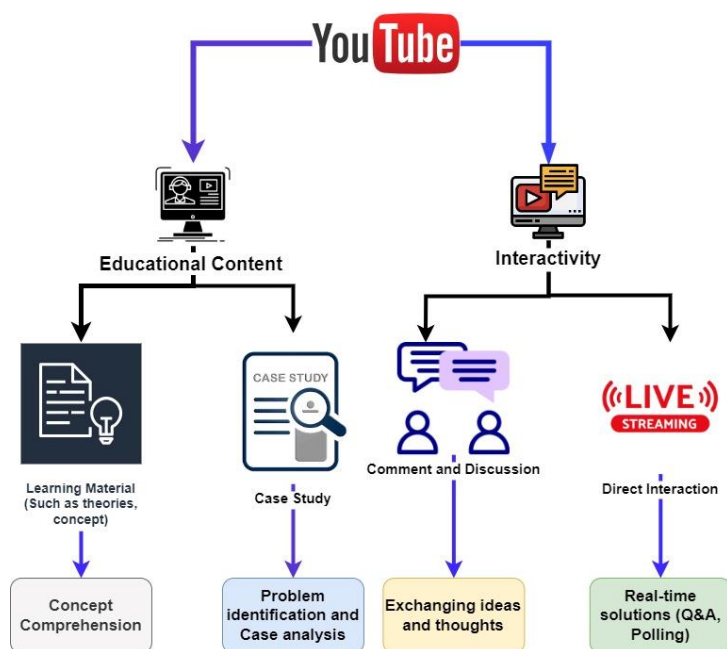 YouTube
Educational Content
Interactivity
CASE STUDY
LIVE
STREAMING
Learning Material
(Such as theories,
concept)
Case Study
Comment and Discussion
Direct Interaction
Concept
Comprehension
Problem
identification and
Case analysis
Exchanging ideas
and thoughts
Real-time
solutions (Q&A,
Polling)